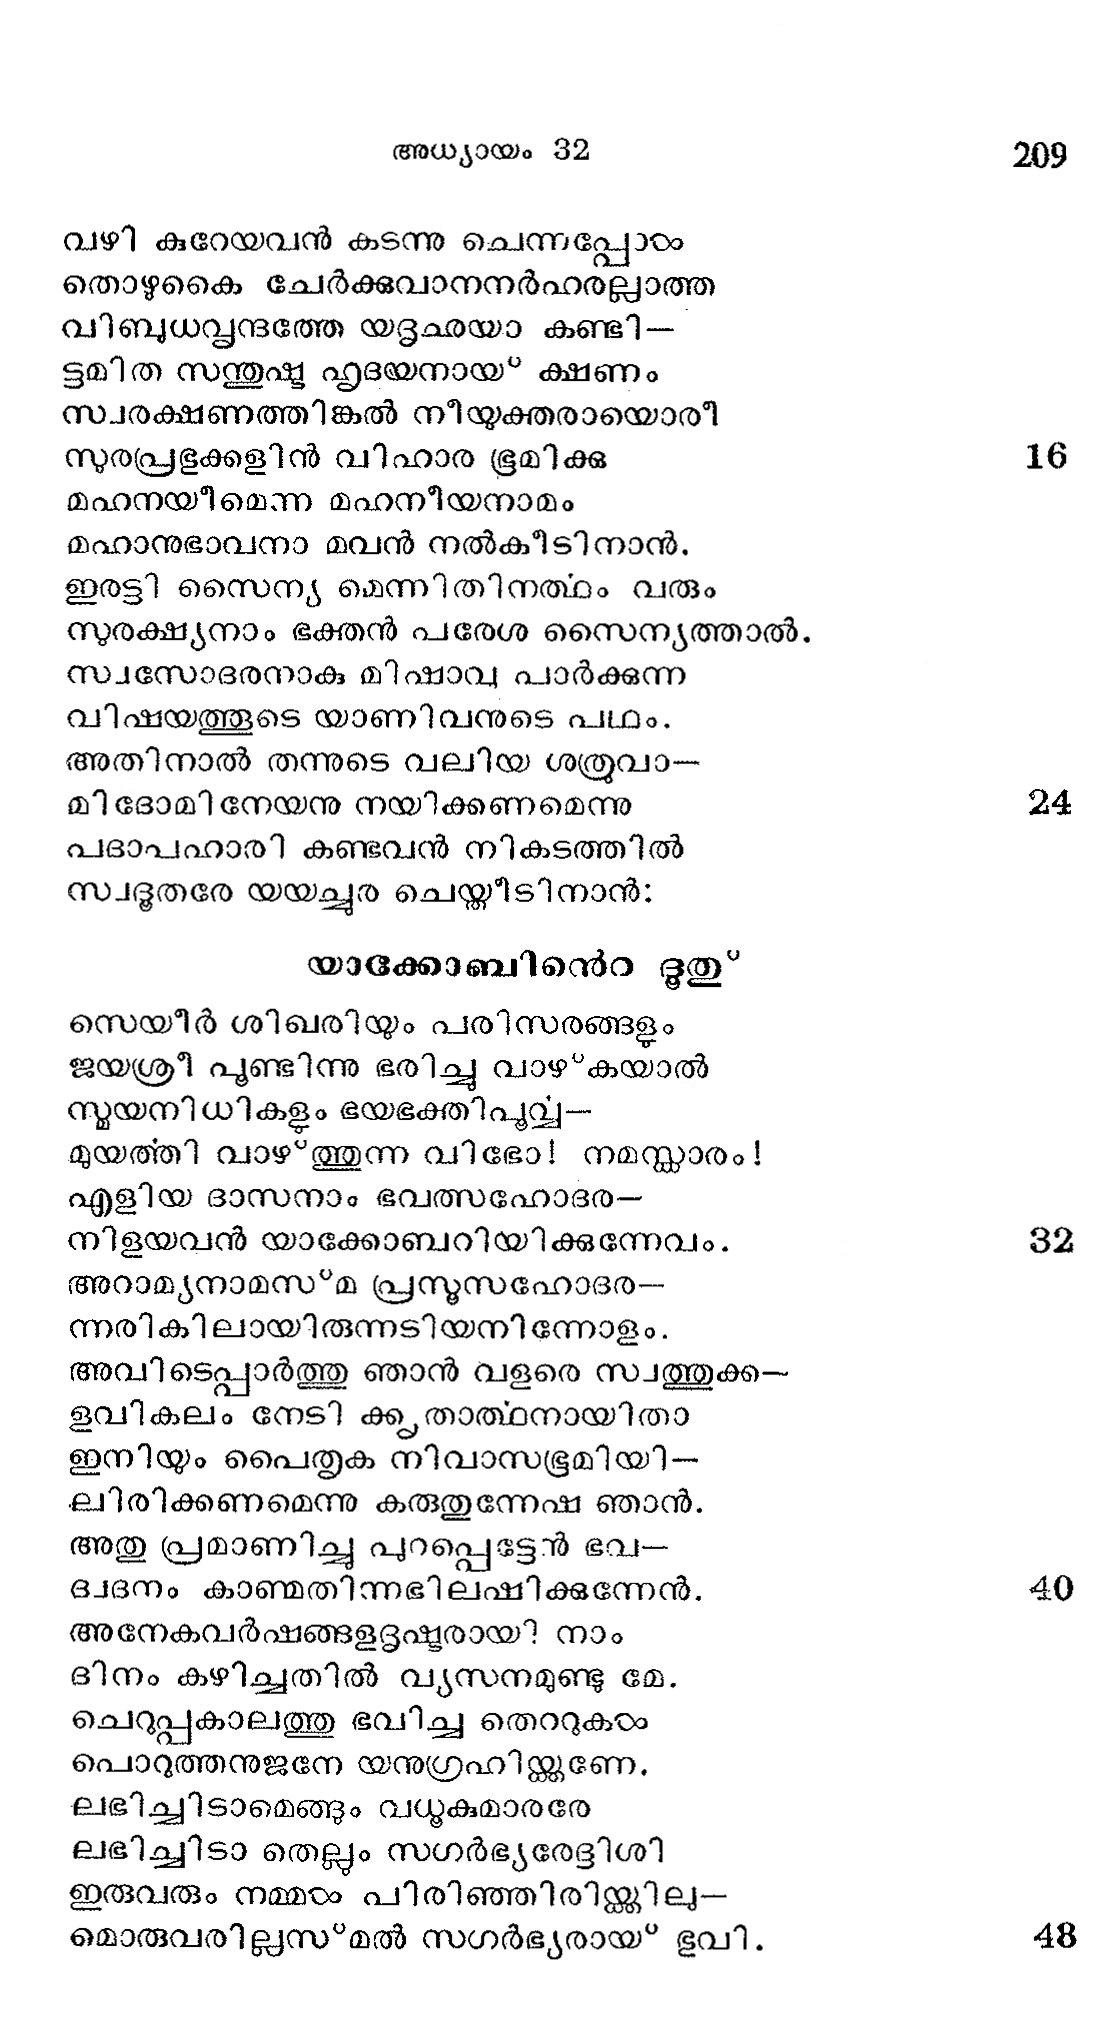 അധ്യായം 32 209
വഴി കുറേയവൻ കടന്നു ചെന്നപ്പോൾ
തൊഴുകൈ ചേർക്കുവാനനർഹരല്ലാത്ത
വിബുധവൃന്ദത്തേ യദൃഛയാ കണ്ടി—
ട്ടമിത സന്തുഷ്ട ഹൃദയനായ് ക്ഷണം
സ്വരക്ഷണത്തിങ്കൽ നീയുക്തരായൊരീ
സുരപ്രഭുക്കളിൻ വിഹാര ഭൂമിക്കു 16
മഹനയീമെന്ന മഹനീയനാമം
മഹാനുഭാവനാ മവൻ നൽകീടിനാൻ.
ഇരട്ടി സൈന്യ മെന്നിതിനർത്ഥം വരും
സുരക്ഷ്യനാം ഭക്തൻ പരേശ സൈന്യത്താൽ.
സ്വസോദരനാകു മിഷാവു പാർക്കുന്ന
വിഷയത്തൂടെ യാണിവനുടെ പഥം.
അതിനാൽ തന്നുടെ വലിയ ശത്രുവാ—
മിദോമിനേയനു നയിക്കണമെന്നു 24
പദാപഹാരി കണ്ടവൻ നികടത്തിൽ
സ്വദൂതരേ യയച്ചുര ചെയ്തീടിനാൻ:
യാക്കോബിൻെറ ദൂതു്
സെയീർ ശിഖരിയും പരിസരങ്ങളും
ജയശ്രീ പൂണ്ടിന്നു ഭരിച്ചു വാഴ്കയാൽ
സ്മയനിധികളും ഭയഭക്തിപൂർവ്വ—
മുയർത്തി വാഴ്ത്തുന്ന വിഭോ! നമസ്കാരം!
എളിയ ദാസനാം ഭവത്സഹോദര—
നിളയവൻ യാക്കോബറിയിക്കുന്നേവം. 32
അറാമ്യനാമസ്മ പ്രസൂസഹോദര—
ന്നരികിലായിരുന്നടിയനിന്നോളം.
അവിടെപ്പാർത്തു ഞാൻ വളരെ സ്വത്തുക്ക—
ളവികലം നേടി ക്കൃതാർത്ഥനായിതാ
ഇനിയും പൈതൃക നിവാസഭൂമിയി—
ലിരിക്കണമെന്നു കരുതുന്നേഷ ഞാൻ.
അതു പ്രമാണിച്ചു പുറപ്പെട്ടേൻ ഭവ—
ദ്വദനം കാണ്മതിന്നഭിലഷിക്കുന്നേൻ. 40
അനേകവർഷങ്ങളദൃഷ്ടരായി നാം
ദിനം കഴിച്ചതിൽ വ്യസനമുണ്ടു മേ.
ചെറുപ്പകാലത്തു ഭവിച്ച തെററുകൾ
പൊറുത്തനുജനേ യനുഗ്രഹിയ്ക്കണേ.
ലഭിച്ചിടാമെങ്ങും വധൂകുമാരരേ
ലഭിച്ചിടാ തെല്ലും സഗർഭ്യരേദ്ദിശി
ഇരുവരും നമ്മൾ പിരിഞ്ഞിരിയ്ക്കിലു—
മൊരുവരില്ലസ്മൽ സഗർഭ്യരായ് ഭുവി. 48